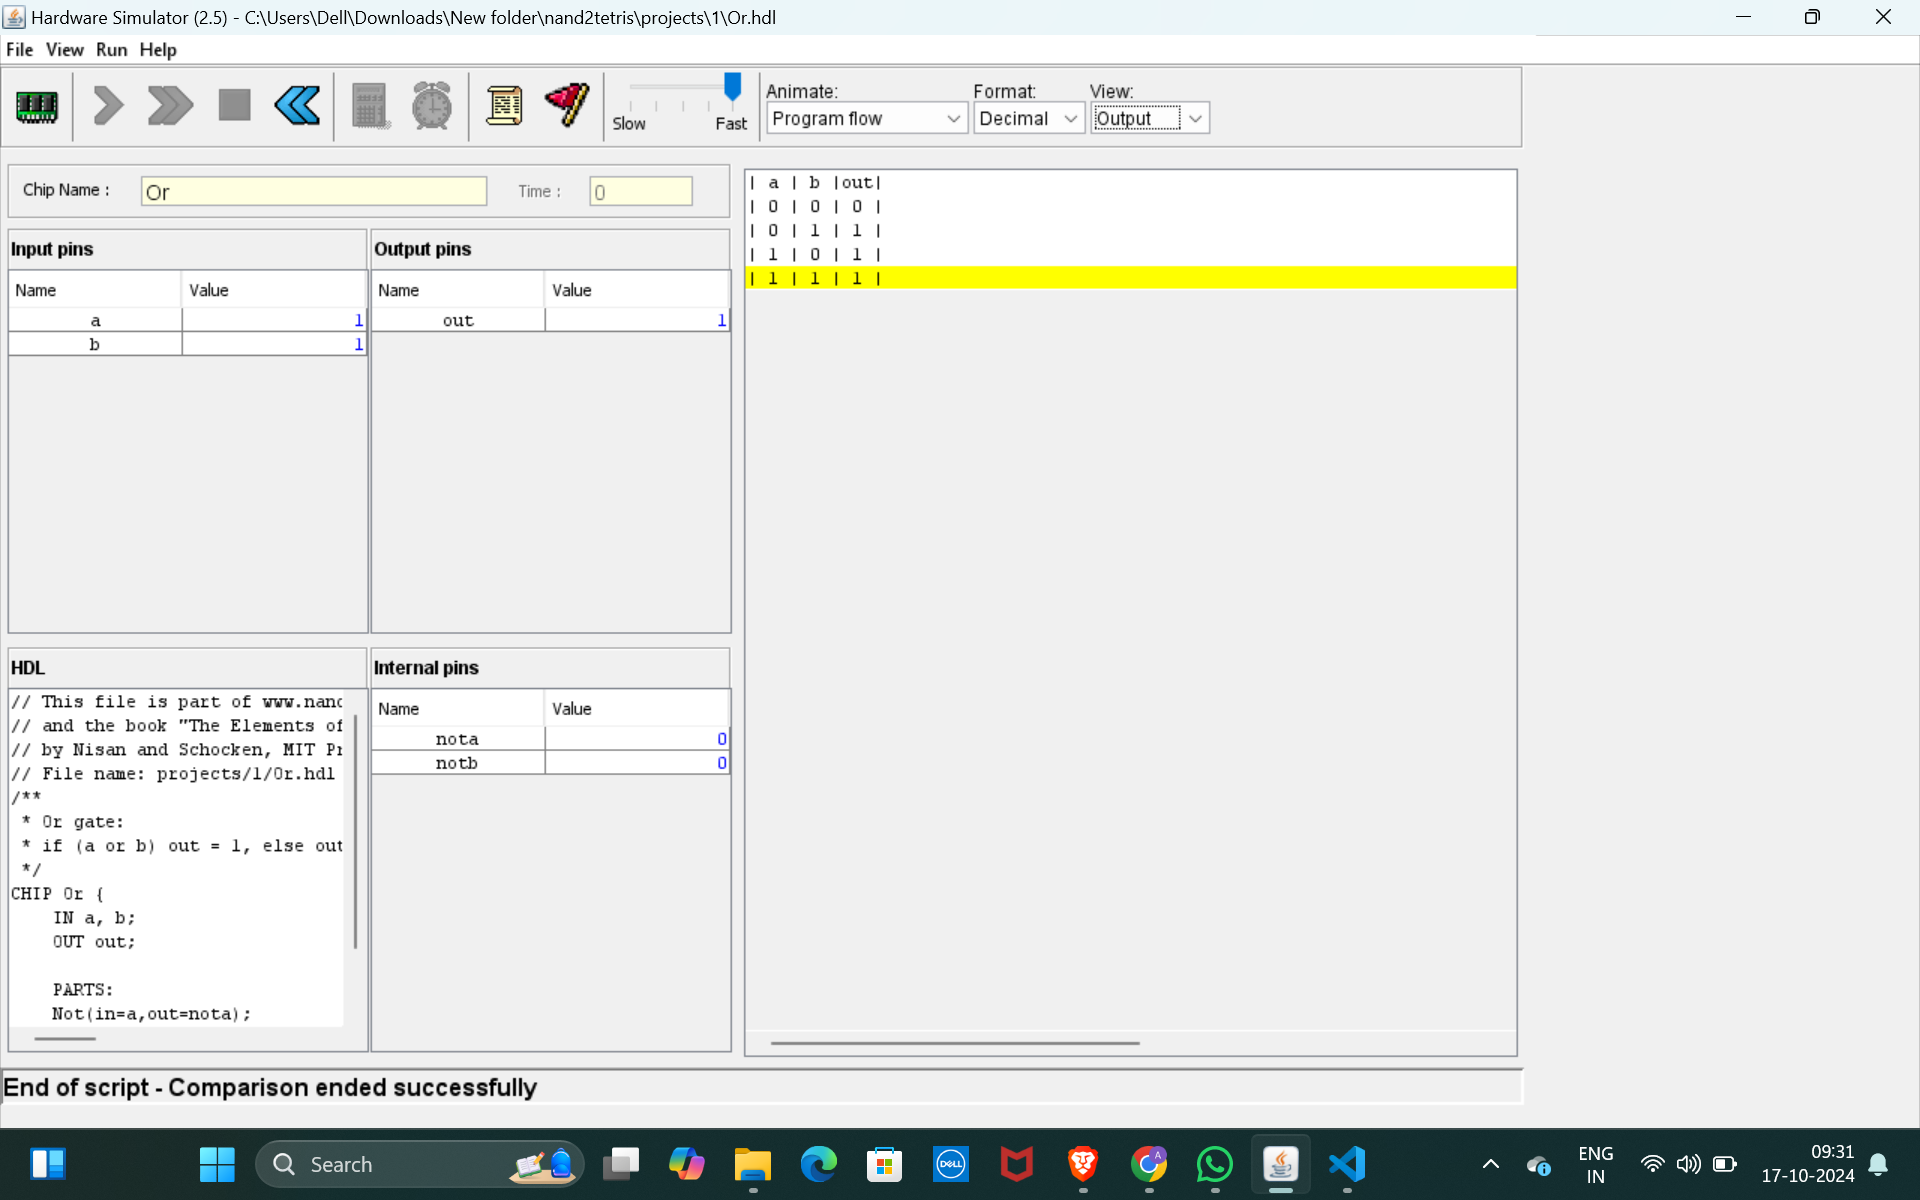 Hardware Simulator (2.5) - C:\Users\Dell\Downloads\New folder\nand2tetris\projects\1\Or.hdl
File View Run Help
Slow Fast
Animate: Format: View:
Program flow Decimal Output
Chip Name : Or Time : 0
Input pins
Name Value
a 1
b 1
Output pins
Name Value
out 1
| a | b |out|
| 0 | 0 | 0 |
| 0 | 1 | 1 |
| 1 | 0 | 1 |
| 1 | 1 | 1 |
HDL
// This file is part of www.nand
// and the book "The Elements of
// by Nisan and Schocken, MIT Pr
// File name: projects/1/Or.hdl
/**
* Or gate:
* if (a or b) out = 1, else out
*/
CHIP Or {
IN a, b;
OUT out;
PARTS:
Not(in=a,out=nota);
Internal pins
Name Value
nota 0
notb 0
End of script - Comparison ended successfully
Search
DELL
A
ENG
IN
09:31
17-10-2024